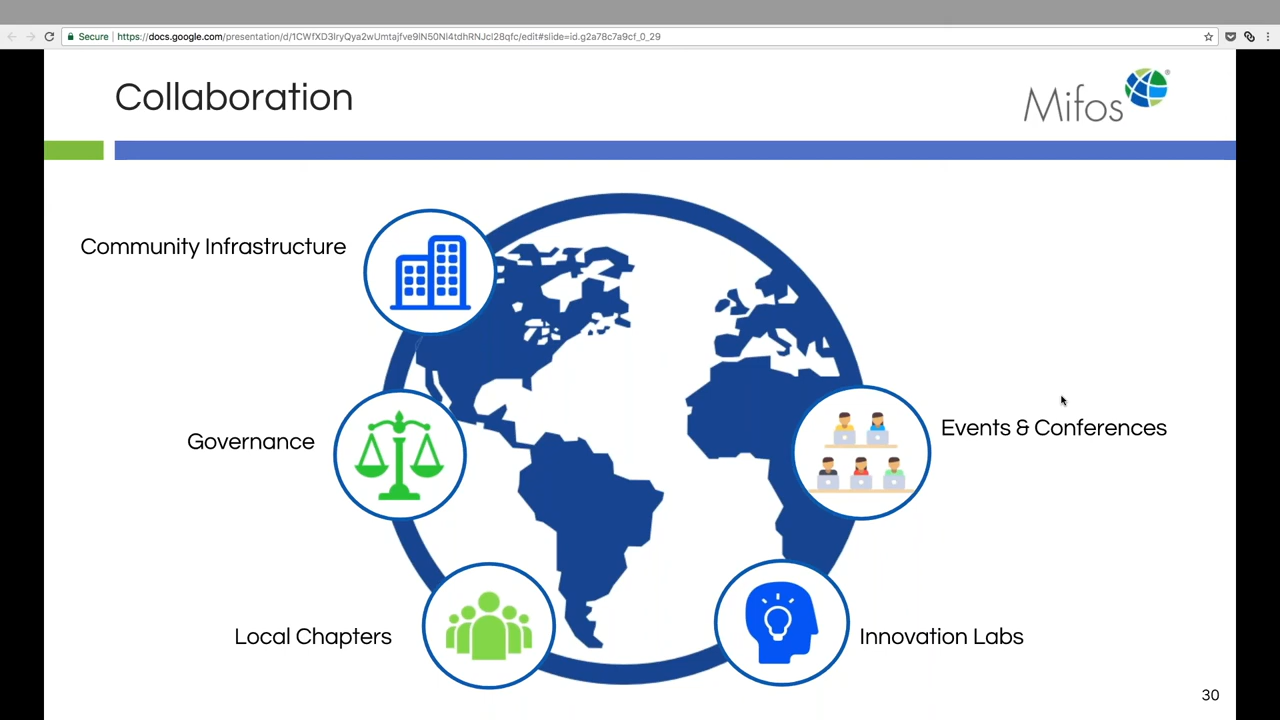 Secure https://docs.google.com/presentation/d/1CWfXD3lryQya2wUmtajfve9lN50Nl4tdhRNJcl28qfc/edit#slide=id.g2a78c7a9cf_0_29
Collaboration
Mifos®
Community Infrastructure
Governance
Events & Conferences
Local Chapters
Innovation Labs
30